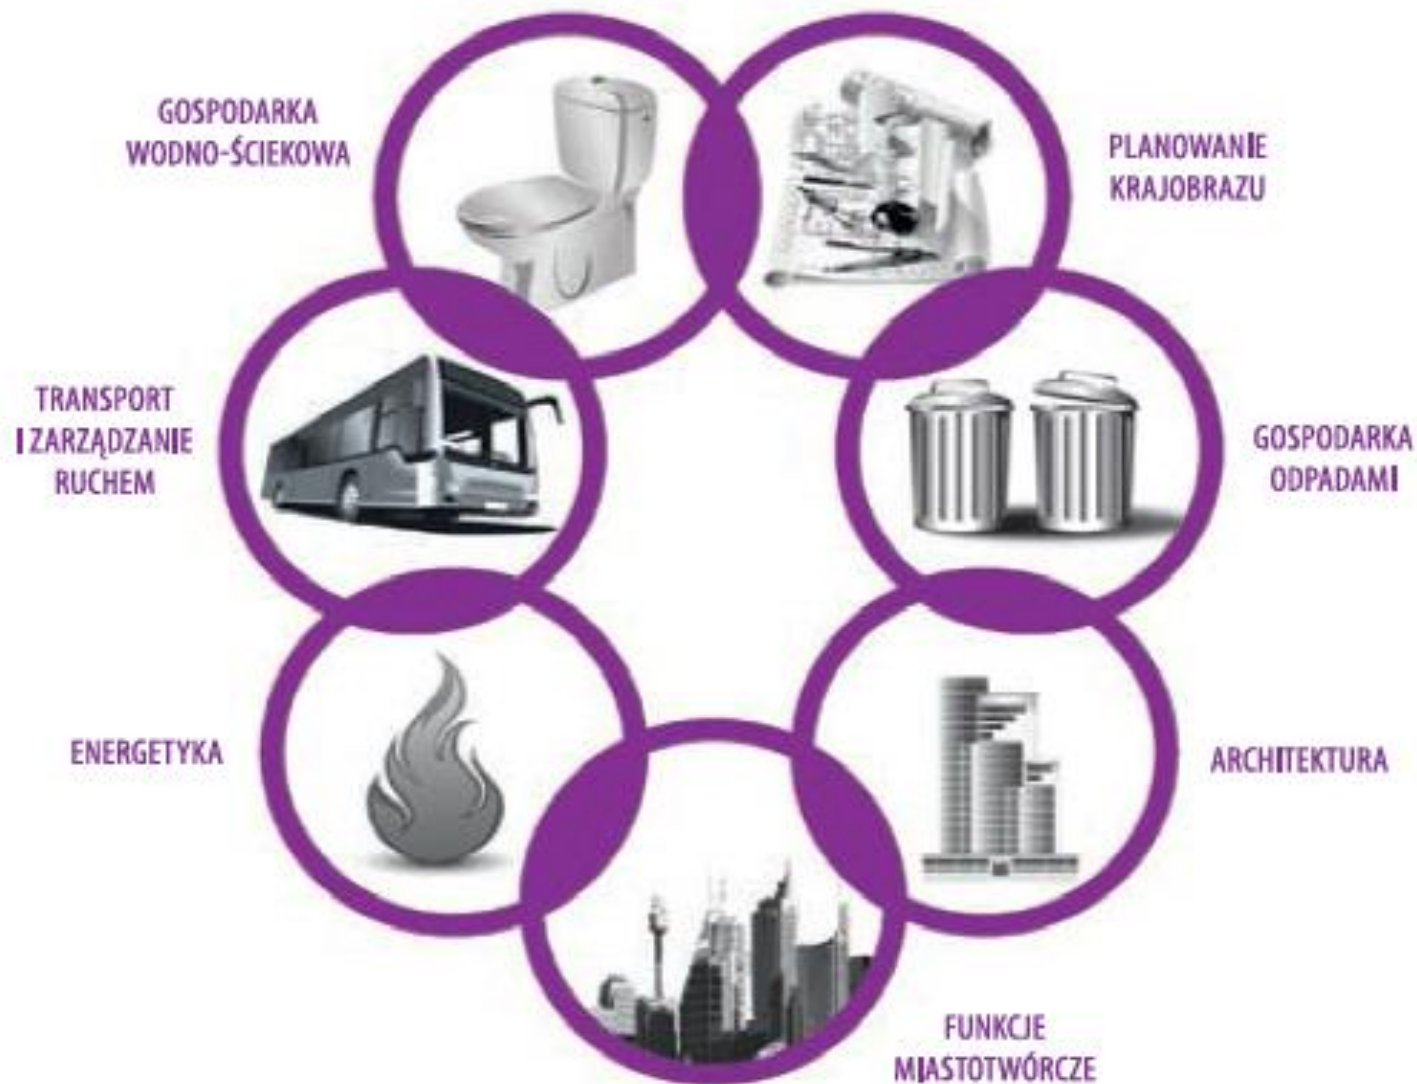 GOSPODARKA
WODNO-ŚCIEKOWA
PLANOWANIE
KRAJOBRAZU
TRANSPORT
I ZARZĄDZANIE
RUCHEM
GOSPODARKA
ODPADAMI
ENERGETYKA
ARCHITEKTURA
FUNKCJE
MIASTOTWÓRCZE